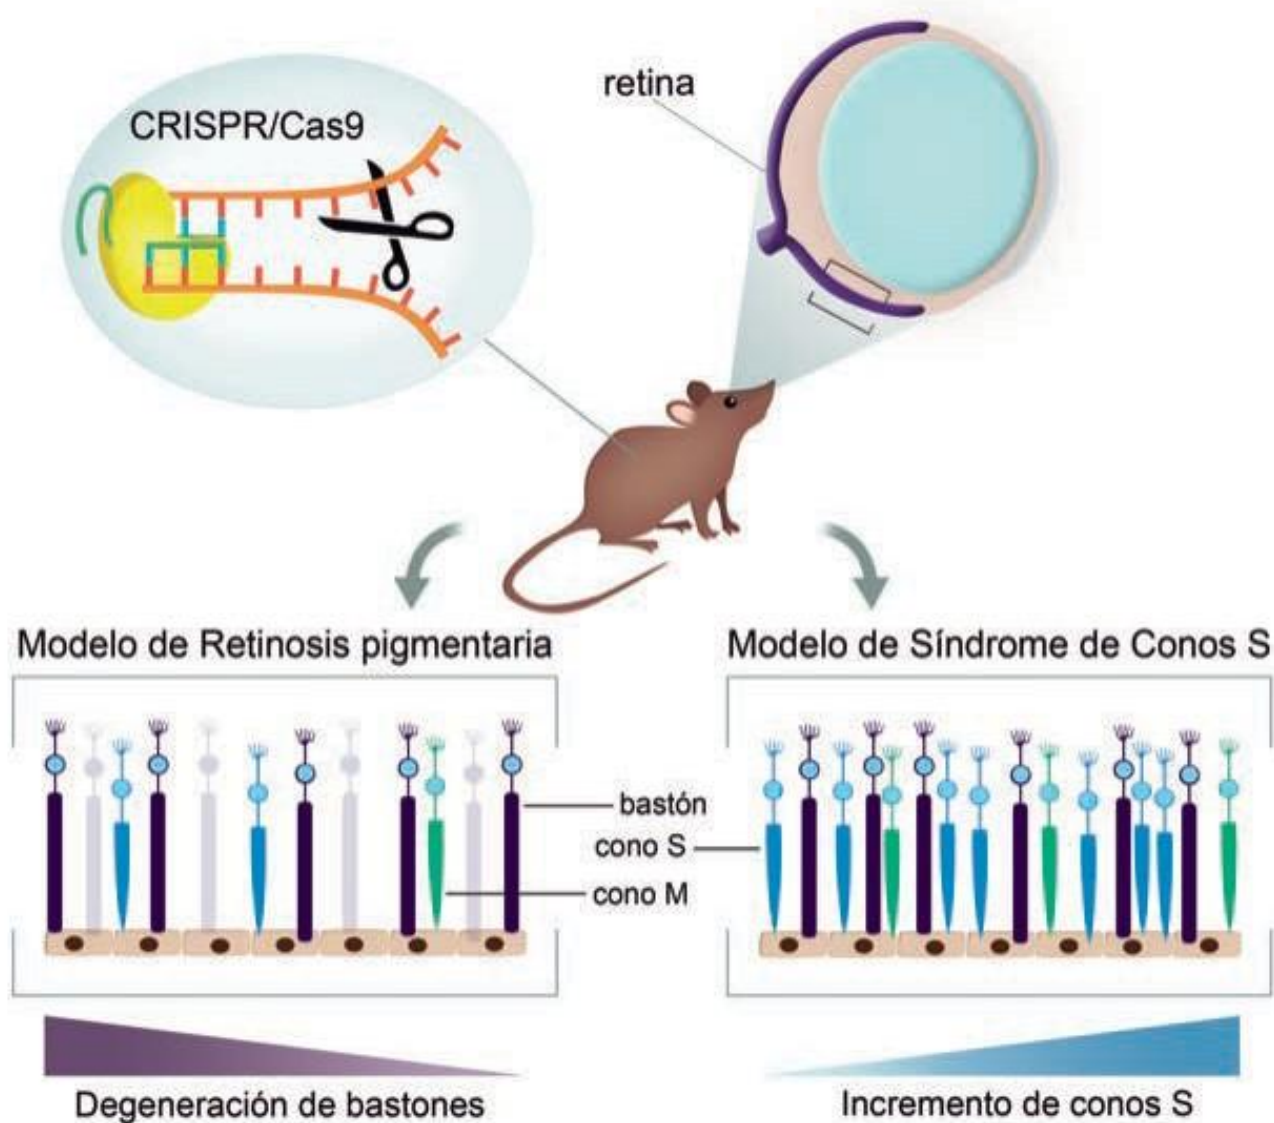 CRISPR/Cas9
retina
Modelo de Retinosis pigmentaria
Modelo de Síndrome de Conos S
bastón
cono S
cono M
Degeneración de bastones
Incremento de conos S